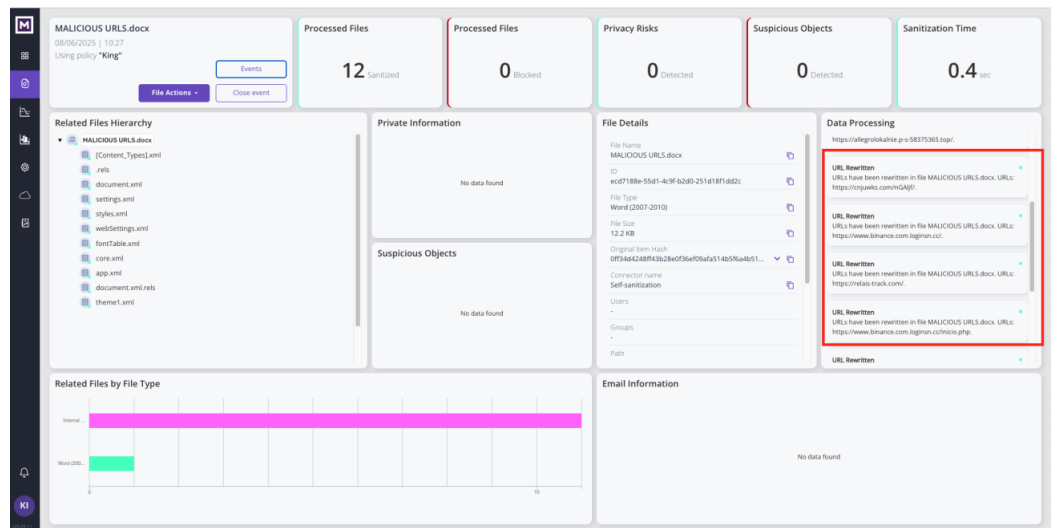 M
MALICIOUS URLS.docx
08/06/2025 | 10:27
Using policy "King"
Events
File Actions
Close event
Processed Files
12 Sanitized
Processed Files
0 Blocked
Privacy Risks
0 Detected
Suspicious Objects
0 Detected
Sanitization Time
0.4 sec
Related Files Hierarchy
MALICIOUS URLS.docx
[Content_Types].xml
.rels
document.xml
settings.xml
styles.xml
webSettings.xml
fontTable.xml
core.xml
app.xml
document.xml.rels
theme1.xml
Private Information
No data found
Suspicious Objects
No data found
File Details
File Name
MALICIOUS URLS.docx
ID
ecd7188e-55d1-4c9f-b2d0-251d18f1dd2c
File Type
Word (2007-2010)
File Size
12.2 KB
Original Item Hash
0ff34d4248ff43b28e0f36ef09afa514b5f6a4b51...
Connector name
Self-sanitization
Users
-
Groups
-
Path
Data Processing
https://allegrolokalnie.p-s-58375365.top/.
URL Rewritten
URLs have been rewritten in file MALICIOUS URLS.docx. URLs:
https://cnjuwks.com/nGAljf/.
URL Rewritten
URLs have been rewritten in file MALICIOUS URLS.docx. URLs:
https://www.binance.com.loginsn.cc/.
URL Rewritten
URLs have been rewritten in file MALICIOUS URLS.docx. URLs:
https://relais-track.com/.
URL Rewritten
URLs have been rewritten in file MALICIOUS URLS.docx. URLs:
https://www.binance.com.loginsn.cc/inicio.php.
URL Rewritten
Related Files by File Type
Internal ...
Word (200...
0
10
Email Information
No data found
KI